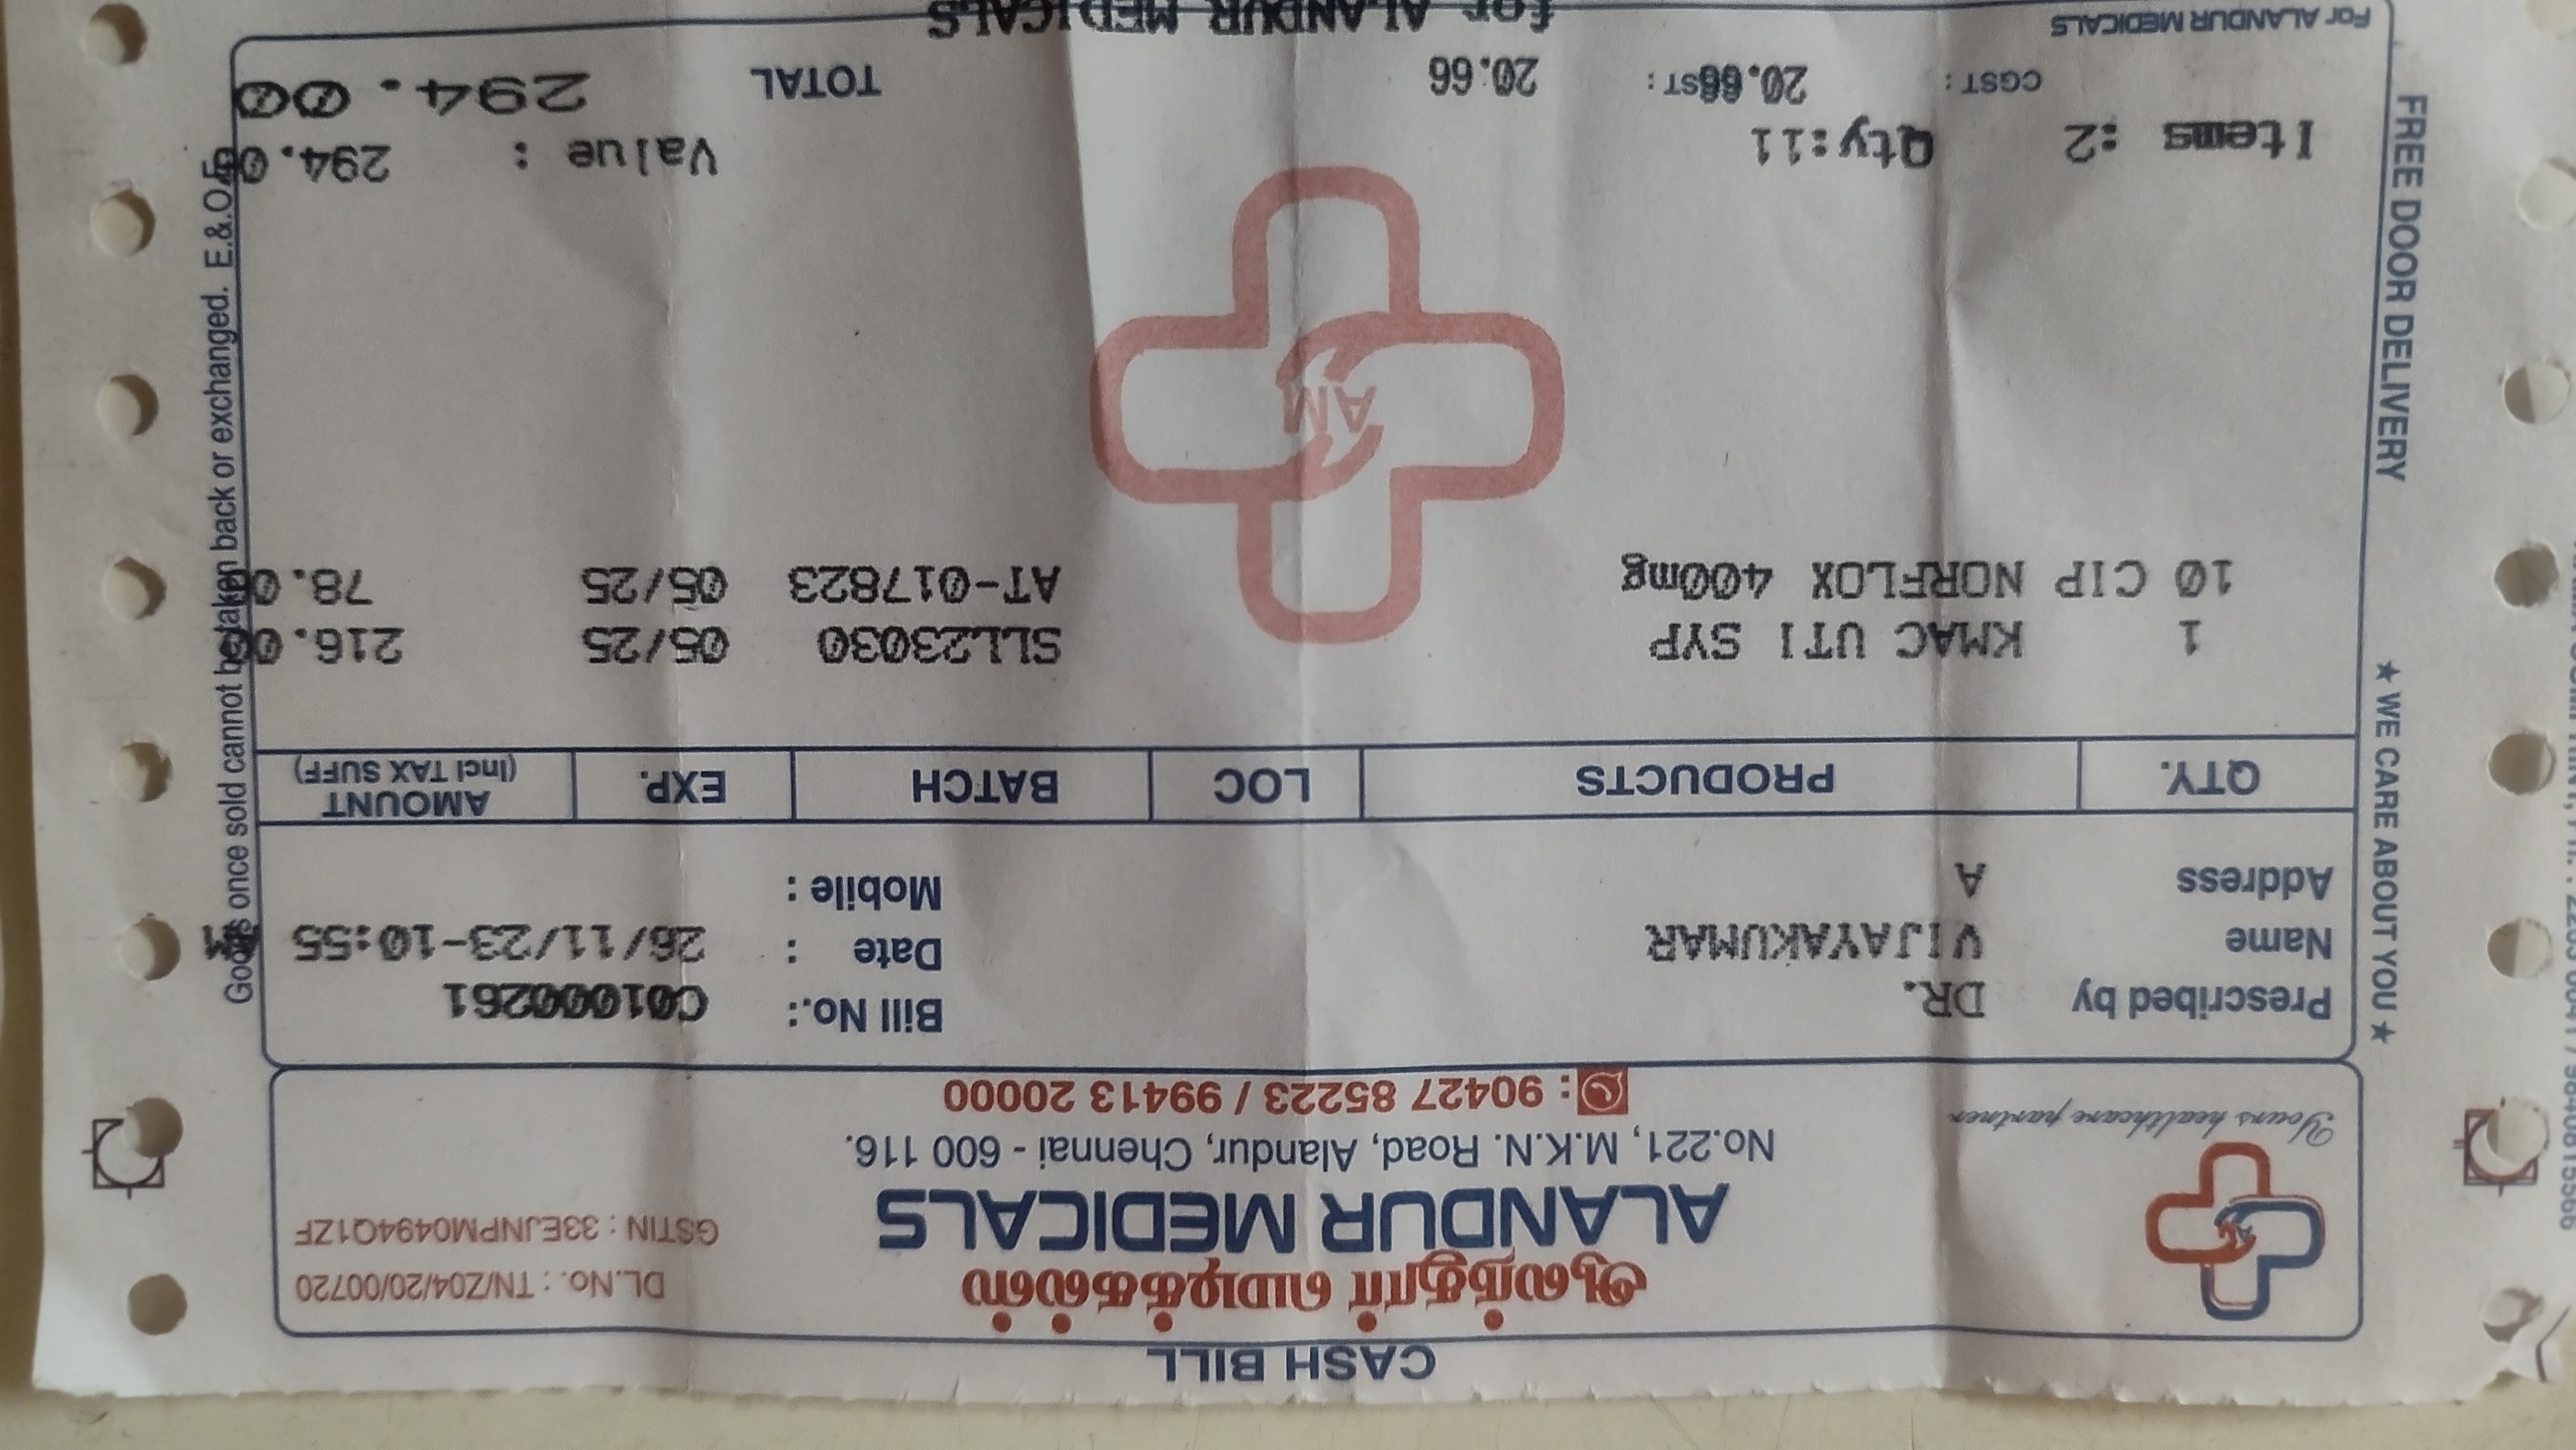 CASH BILL
ஆலந்தூர் மெடிக்கல்ஸ்
ALANDUR MEDICALS
No.221, M.K.N. Road, Alandur, Chennai - 600 116.
: 90427 85223 / 99413 20000
DL.No. : TN/Z04/20/00720
GSTIN : 33EJNPM0494Q1ZF
AM
Yours healthcare partner
Prescribed by DR. Bill No.: C01000261
Name VIJAYAKUMAR Date : 26/11/23-10:55 AM
Address A Mobile :
QTY. PRODUCTS LOC BATCH EXP. AMOUNT
(Incl TAX SUFF)
1 KMAC UTI SYP SLL23030 05/25 216.00
10 CIP NORFLOX 400mg AT-017823 05/25 78.00
AM
Items :2 Qty:11 Value : 294.00
CGST : 20.66 SGST : 20.66 TOTAL 294.00
For ALANDUR MEDICALS
for ALANDUR MEDICALS
★ WE CARE ABOUT YOU ★
FREE DOOR DELIVERY
Goods once sold cannot be taken back or exchanged. E.&.O.E